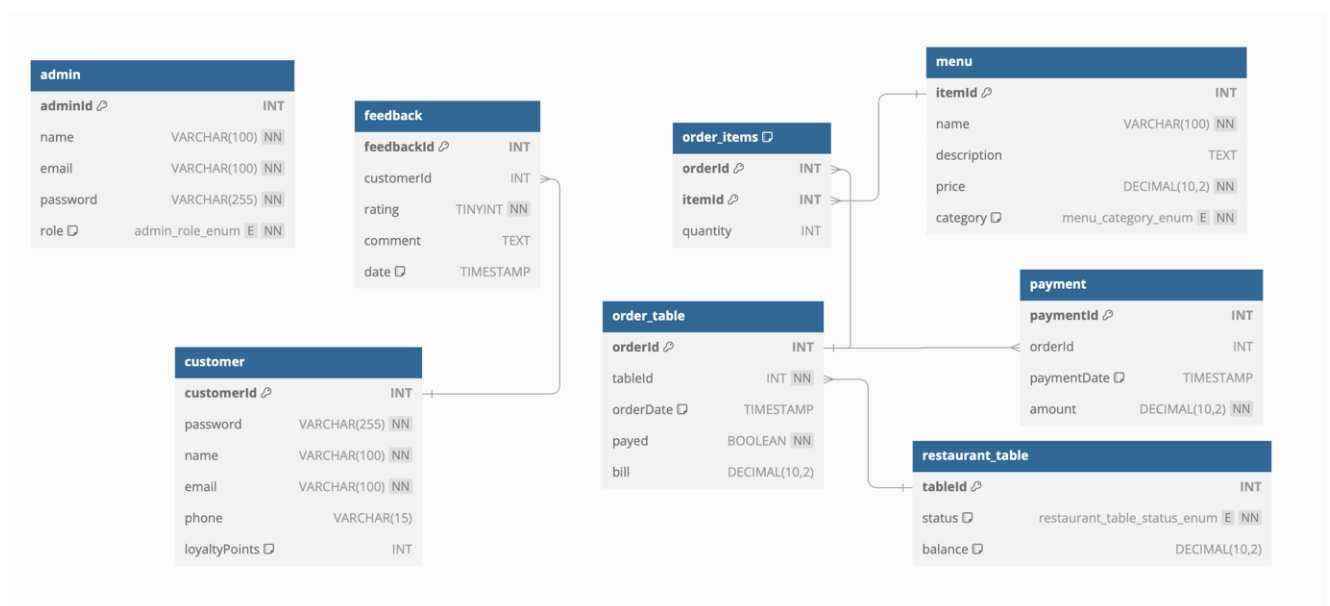 admin
adminId INT
name VARCHAR(100) NN
email VARCHAR(100) NN
password VARCHAR(255) NN
role admin_role_enum E NN
feedback
feedbackId INT
customerId INT
rating TINYINT NN
comment TEXT
date TIMESTAMP
customer
customerId INT
password VARCHAR(255) NN
name VARCHAR(100) NN
email VARCHAR(100) NN
phone VARCHAR(15)
loyaltyPoints INT
order_items
orderId INT
itemId INT
quantity INT
order_table
orderId INT
tableId INT NN
orderDate TIMESTAMP
payed BOOLEAN NN
bill DECIMAL(10,2)
menu
itemId INT
name VARCHAR(100) NN
description TEXT
price DECIMAL(10,2) NN
category menu_category_enum E NN
payment
paymentId INT
orderId INT
paymentDate TIMESTAMP
amount DECIMAL(10,2) NN
restaurant_table
tableId INT
status restaurant_table_status_enum E NN
balance DECIMAL(10,2)